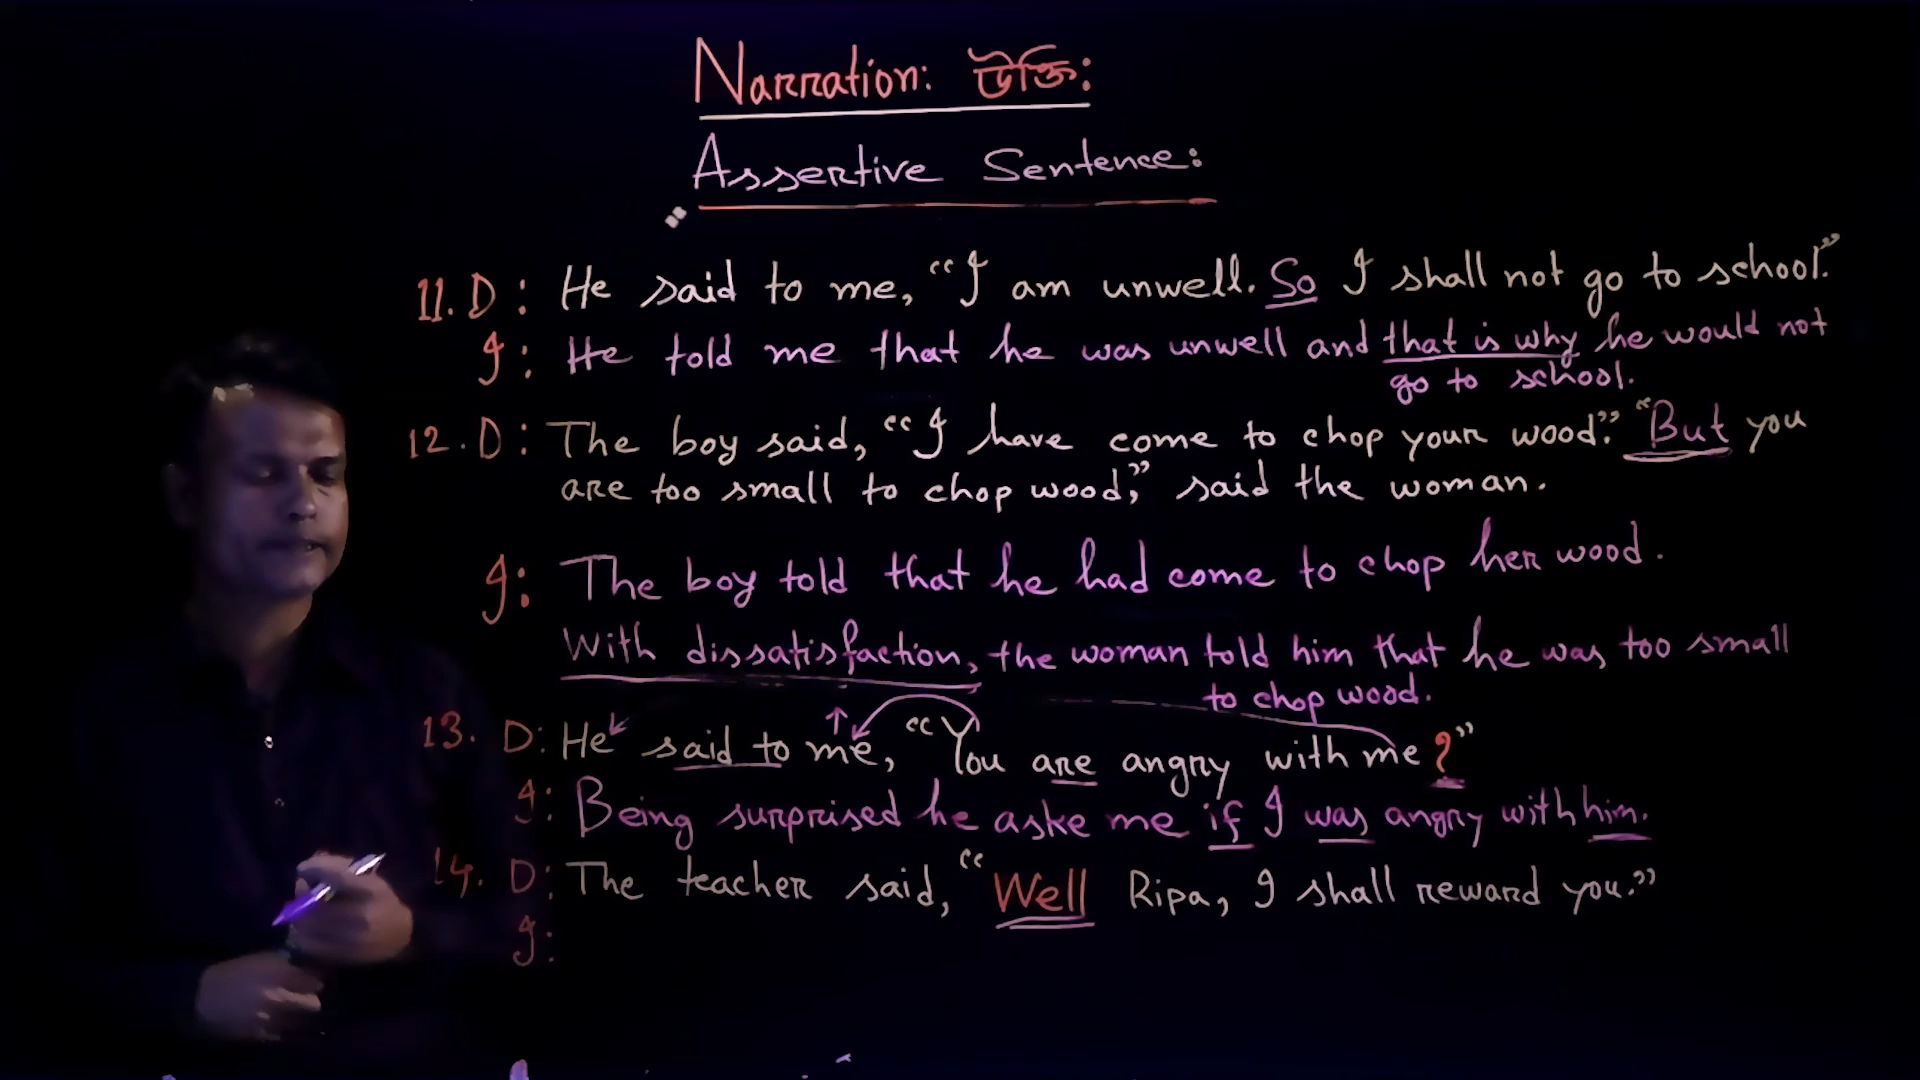 Narration: উক্তি:
Assertive Sentence:
11. D: He said to me, “I am unwell. So I shall not go to school.”
I: He told me that he was unwell and that is why he would not
go to school.
12. D: The boy said, “I have come to chop your wood.” “But you
are too small to chop wood,” said the woman.
I: The boy told that he had come to chop her wood.
With dissatisfaction, the woman told him that he was too small
to chop wood.
13. D: He said to me, “You are angry with me?”
I: Being surprised he aske me if I was angry with him.
14. D: The teacher said, “Well Ripa, I shall reward you.”
I: